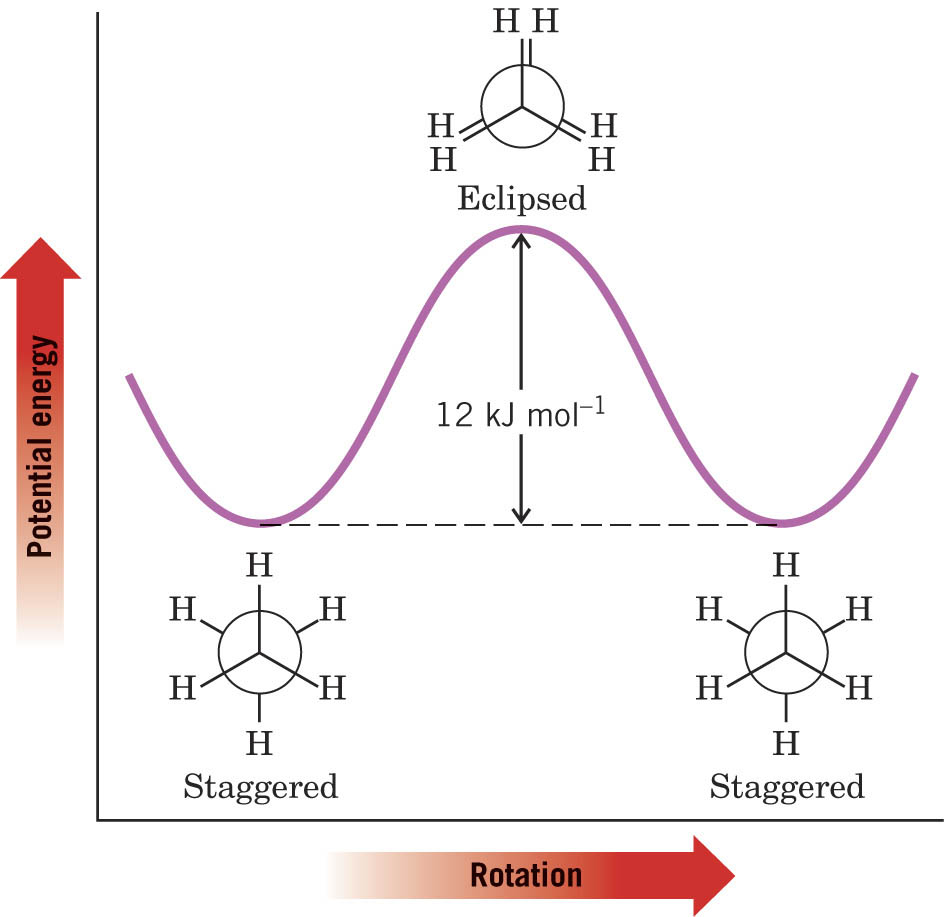 H H
H H
H H
Eclipsed
Potential energy
12 kJ mol⁻¹
H H
H H H H
H H H H
H H
Staggered Staggered
Rotation